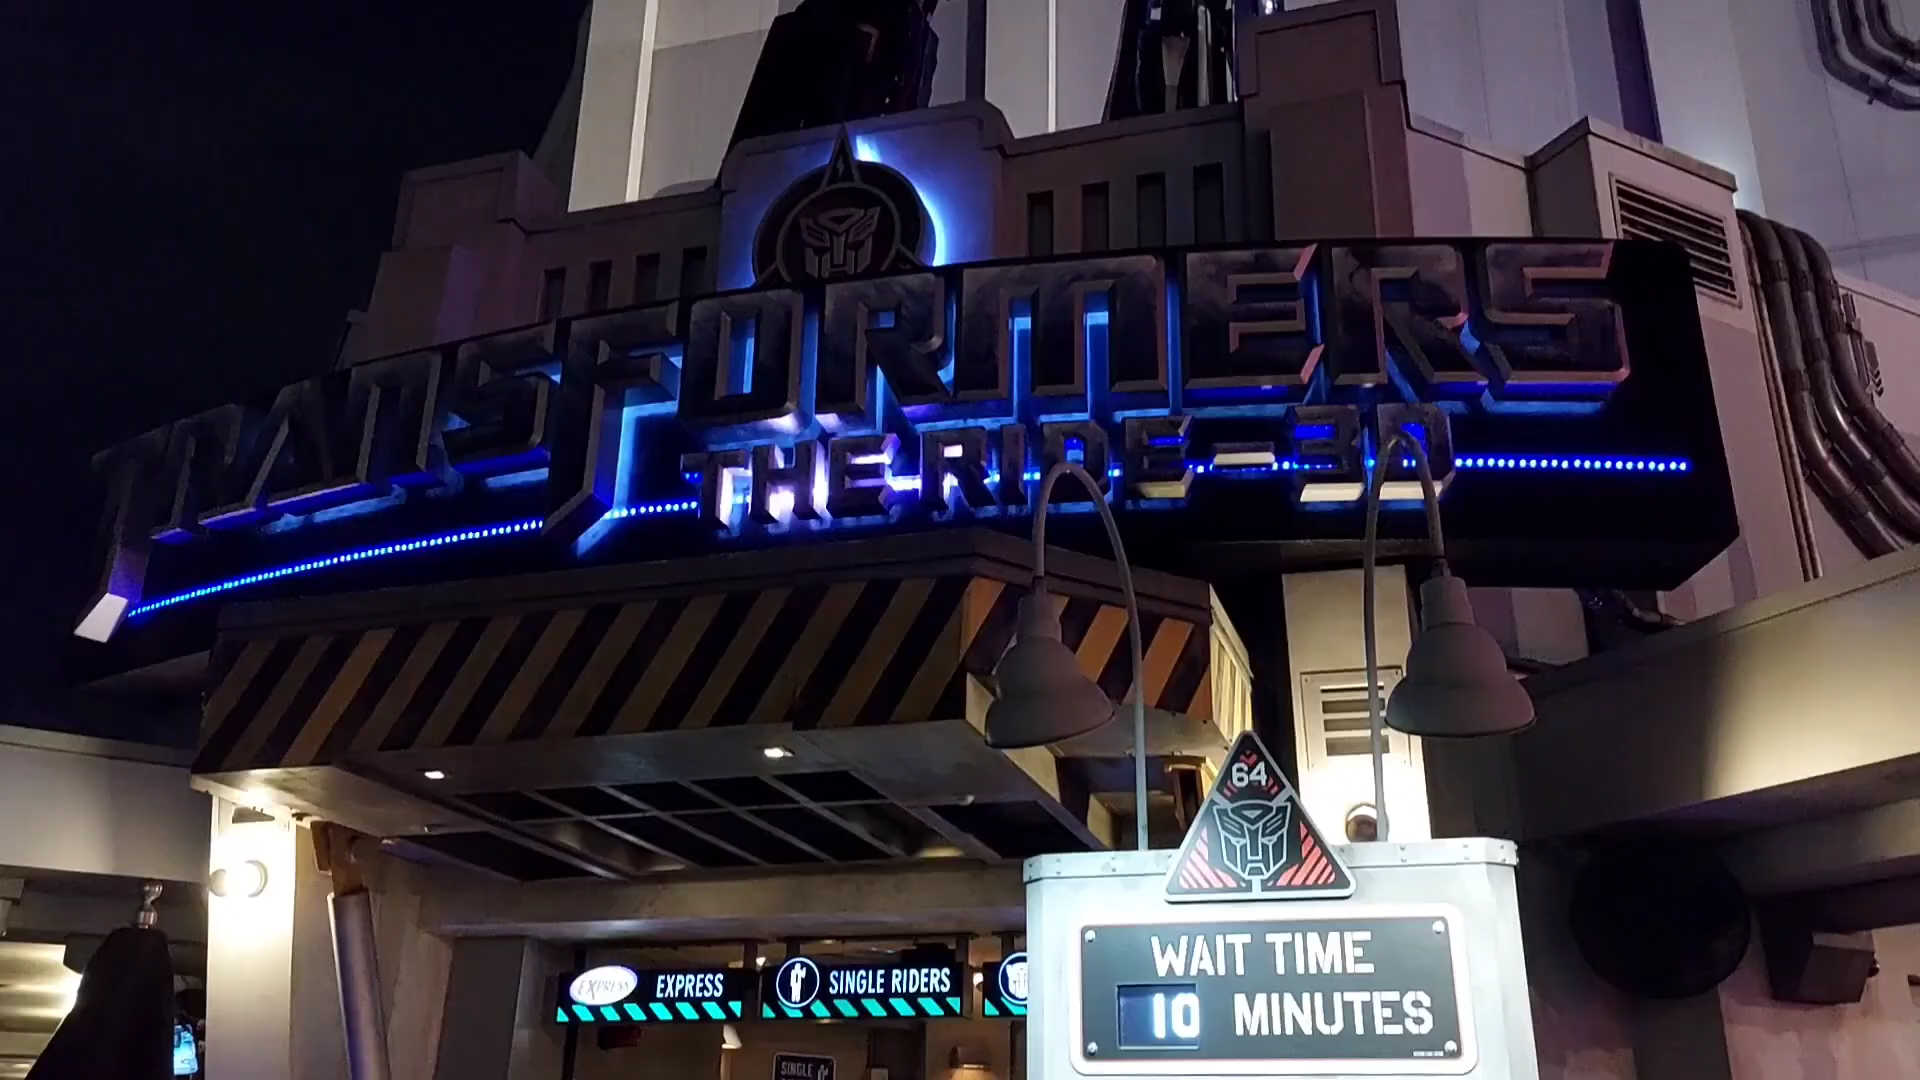 TRANSFORMERS
THE RIDE-3D
64
WAIT TIME
10 MINUTES
EXPRESS EXPRESS
SINGLE RIDERS
SINGLE